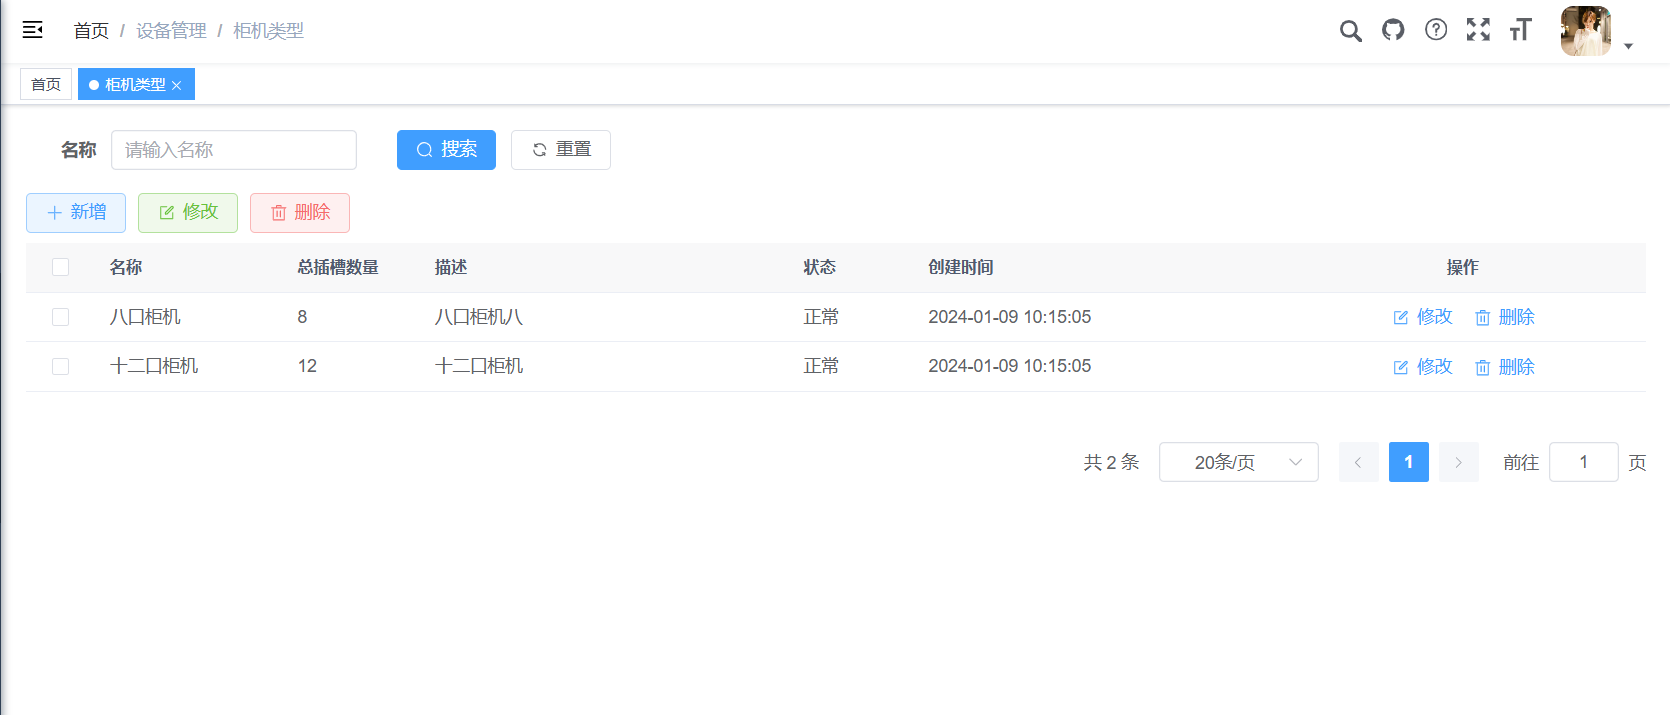 首页 / 设备管理 / 柜机类型
首页 柜机类型
名称 请输入名称 搜索 重置
新增 修改 删除
名称 总插槽数量 描述 状态 创建时间 操作
八口柜机 8 八口柜机八 正常 2024-01-09 10:15:05 修改 删除
十二口柜机 12 十二口柜机 正常 2024-01-09 10:15:05 修改 删除
共 2 条 20条/页 1 前往 1 页